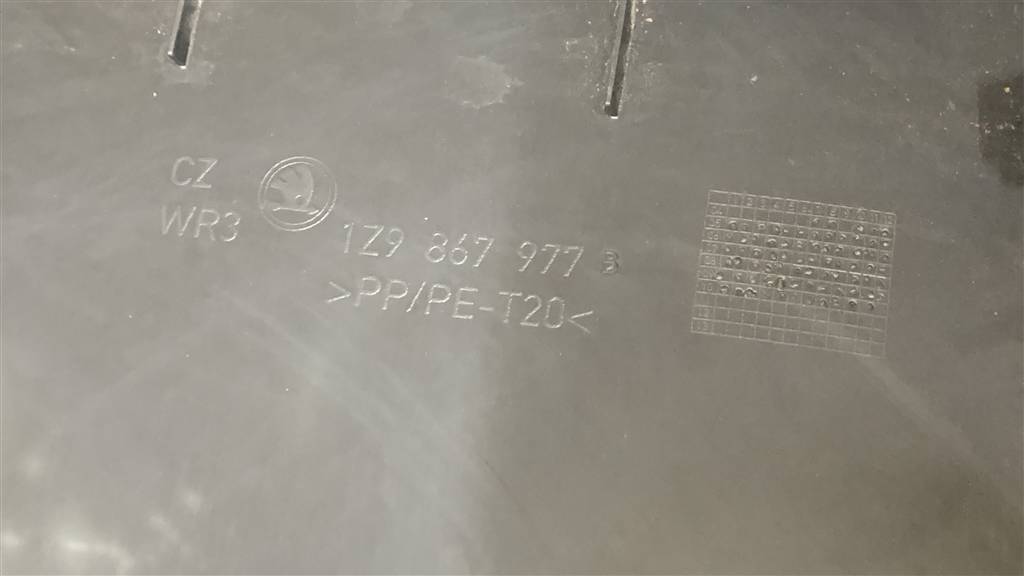 CZ
WR3
1Z9 867 977 B
>PP/PE-T20<